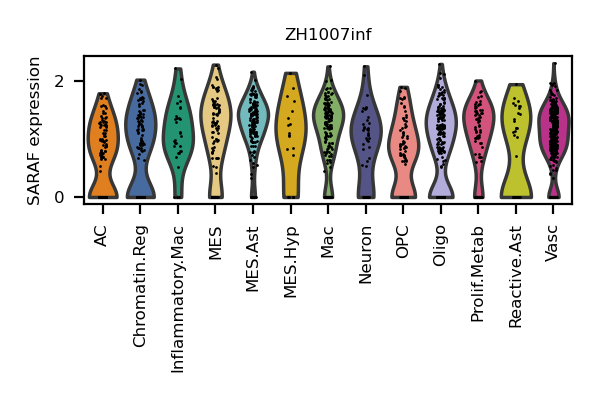 ZH1007inf
SARAF expression
2
0
AC
Chromatin.Reg
Inflammatory.Mac
MES
MES.Ast
MES.Hyp
Mac
Neuron
OPC
Oligo
Prolif.Metab
Reactive.Ast
Vasc